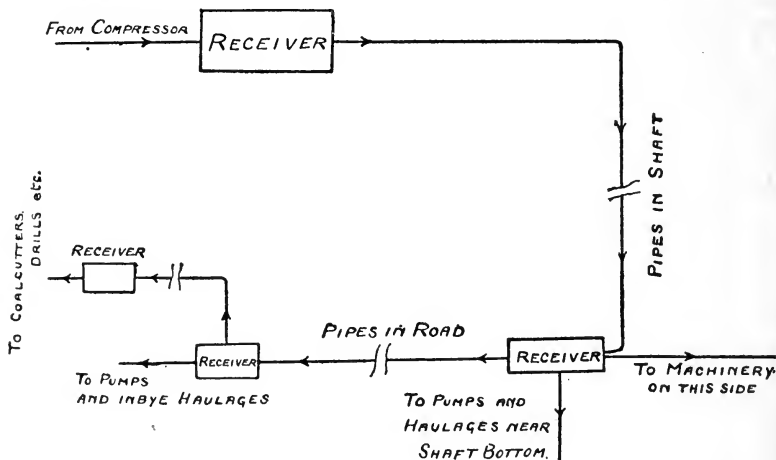 FROM COMPRESSOR
RECEIVER
PIPES IN SHAFT
TO COALCUTTERS,
DRILLS etc.
RECEIVER
PIPES IN ROAD
RECEIVER
RECEIVER
TO PUMPS
AND INBYE HAULAGES
TO MACHINERY
ON THIS SIDE
TO PUMPS AND
HAULAGES NEAR
SHAFT BOTTOM.